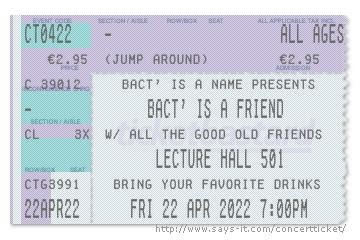 EVENT CODE SECTION / AISLE ROW/BOX SEAT ALL APPLICABLE TAX INCL.
CT0422 - ALL AGES
€2.95 (JUMP AROUND) €2.95
PRICE ADMISSION
C 39012 BACT' IS A NAME PRESENTS
- BACT' IS A FRIEND
SECTION / AISLE
CL 3X W/ ALL THE GOOD OLD FRIENDS
LECTURE HALL 501
ROW/BOX SEAT
CTG3991 BRING YOUR FAVORITE DRINKS
22APR22 FRI 22 APR 2022 7:00PM
http://www.says-it.com/concertticket/